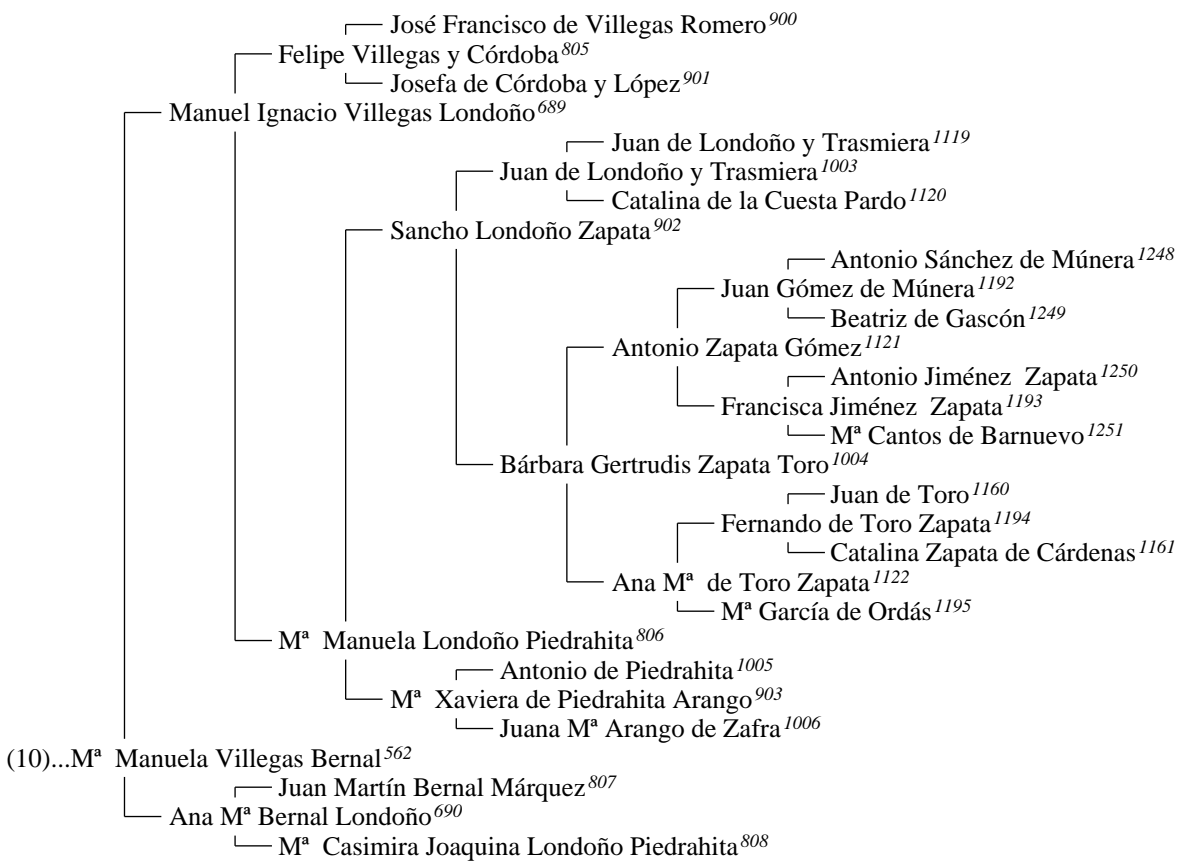 José Francisco de Villegas Romero900
Felipe Villegas y Córdoba805
Josefa de Córdoba y López901
Manuel Ignacio Villegas Londoño689
Juan de Londoño y Trasmiera1119
Juan de Londoño y Trasmiera1003
Catalina de la Cuesta Pardo1120
Sancho Londoño Zapata902
Antonio Sánchez de Múnera1248
Juan Gómez de Múnera1192
Beatriz de Gascón1249
Antonio Zapata Gómez1121
Antonio Jiménez Zapata1250
Francisca Jiménez Zapata1193
Mª Cantos de Barnuevo1251
Bárbara Gertrudis Zapata Toro1004
Juan de Toro1160
Fernando de Toro Zapata1194
Catalina Zapata de Cárdenas1161
Ana Mª de Toro Zapata1122
Mª García de Ordás1195
Mª Manuela Londoño Piedrahita806
Antonio de Piedrahita1005
Mª Xaviera de Piedrahita Arango903
Juana Mª Arango de Zafra1006
(10)...Mª Manuela Villegas Bernal562
Juan Martín Bernal Márquez807
Ana Mª Bernal Londoño690
Mª Casimira Joaquina Londoño Piedrahita808